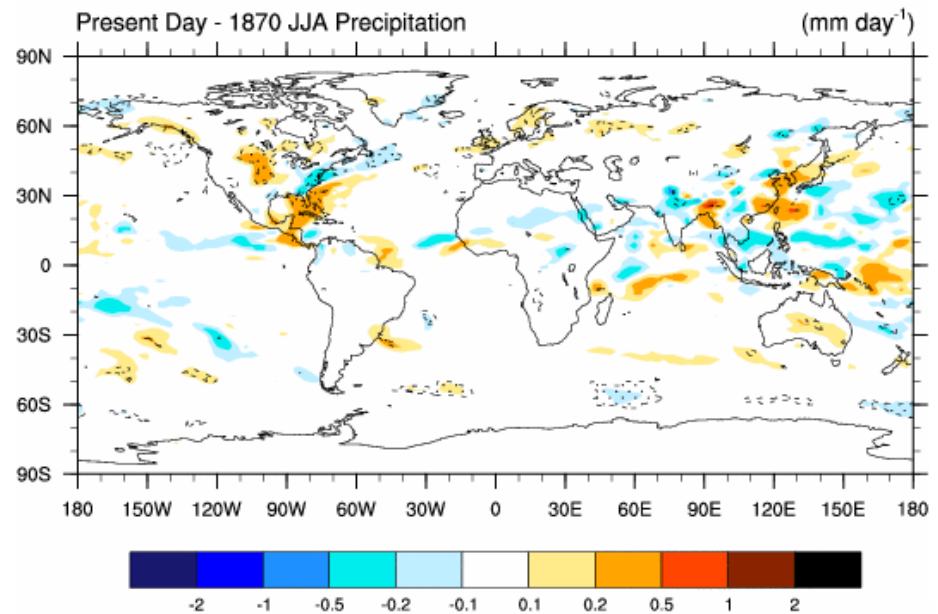 Present Day - 1870 JJA Precipitation (mm day⁻¹)
90N
60N
30N
0
30S
60S
90S
180 150W 120W 90W 60W 30W 0 30E 60E 90E 120E 150E 180
-2 -1 -0.5 -0.2 -0.1 0.1 0.2 0.5 1 2